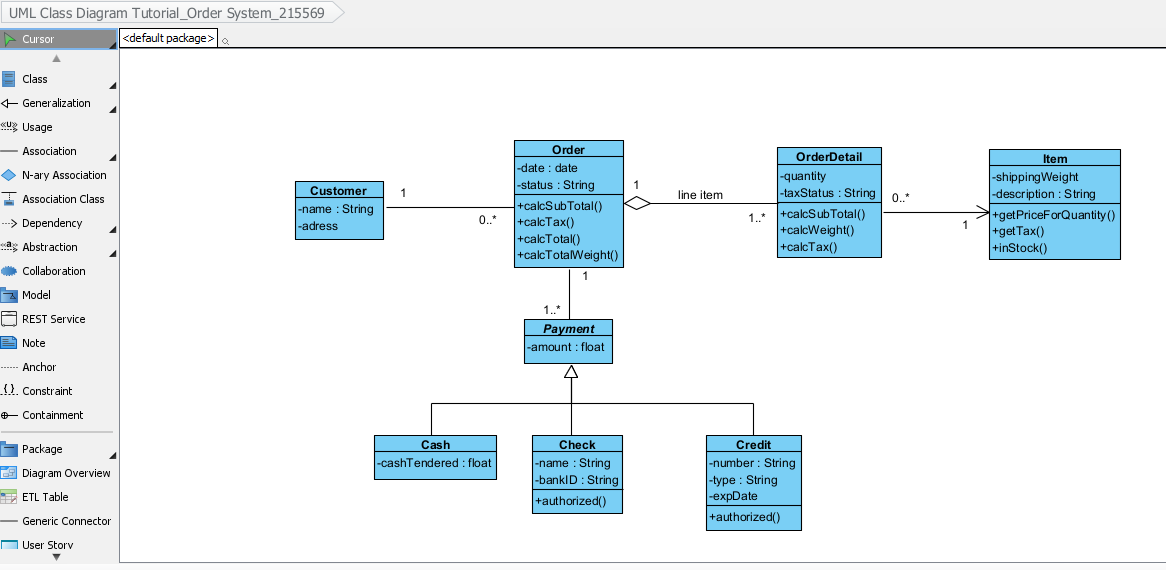 UML Class Diagram Tutorial_Order System_215569
Cursor
<default package>
Class
Generalization
Usage
Association
N-ary Association
Association Class
Dependency
Abstraction
Collaboration
Model
REST Service
Note
Anchor
Constraint
Containment
Package
Diagram Overview
ETL Table
Generic Connector
User Story
Customer
-name : String
-adress
1
0..*
Order
-date : date
-status : String
+calcSubTotal()
+calcTax()
+calcTotal()
+calcTotalWeight()
1
line item
1..*
OrderDetail
-quantity
-taxStatus : String
+calcSubTotal()
+calcWeight()
+calcTax()
0..*
1
Item
-shippingWeight
-description : String
+getPriceForQuantity()
+getTax()
+inStock()
1
1..*
Payment
-amount : float
Cash
-cashTendered : float
Check
-name : String
-bankID : String
+authorized()
Credit
-number : String
-type : String
-expDate
+authorized()